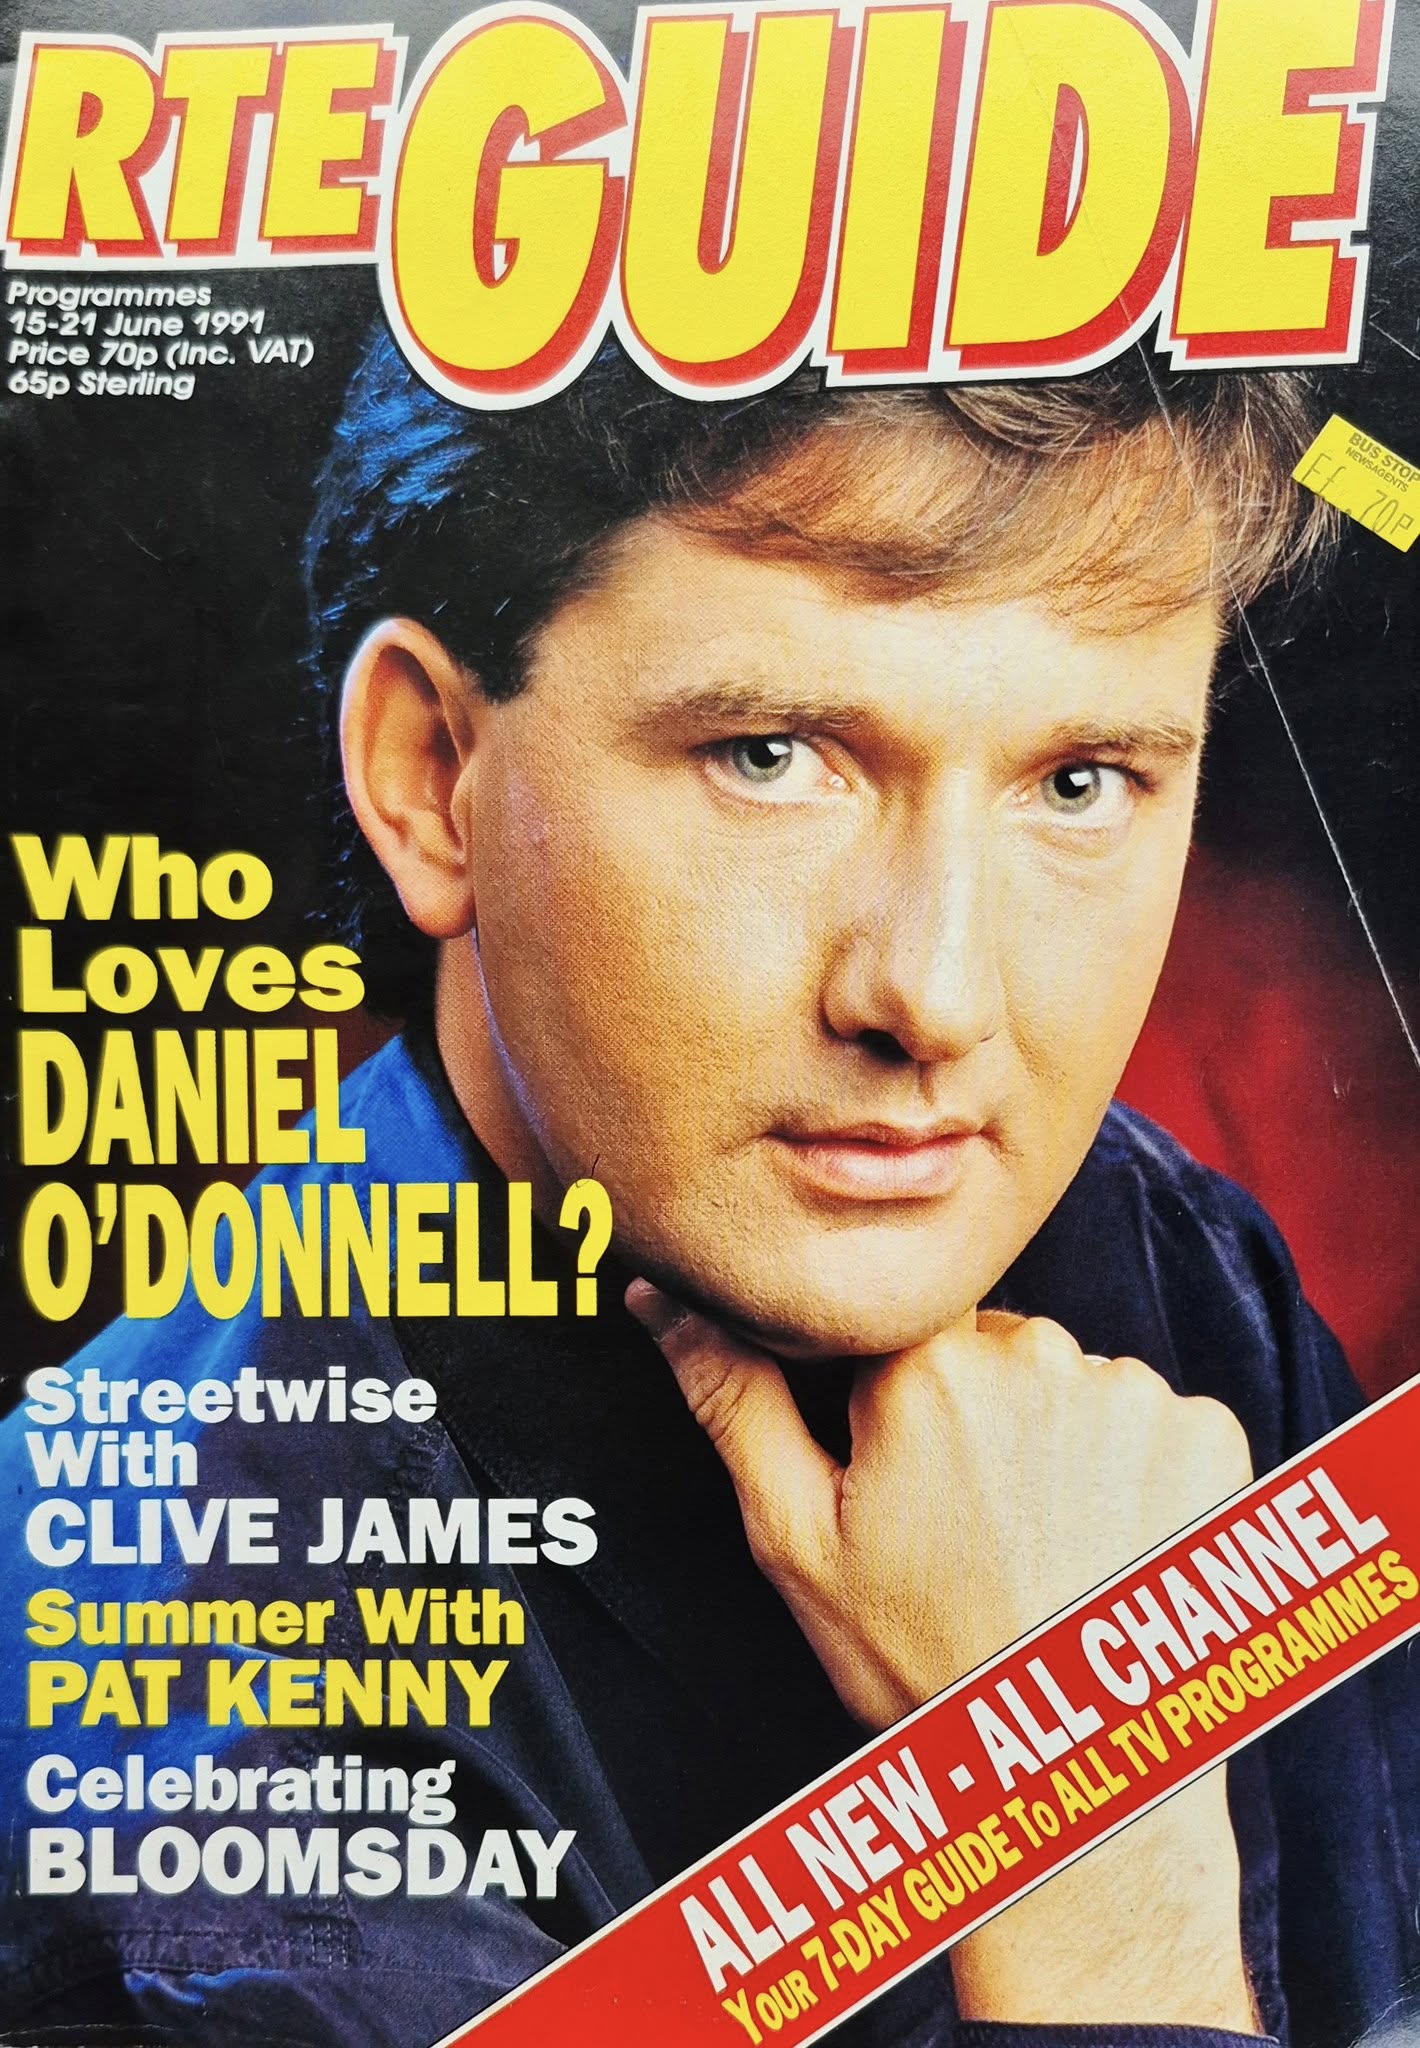 RTE GUIDE
Programmes
15-21 June 1991
Price 70p (Inc. VAT)
65p Sterling
BUS STOP
NEWSAGENTS
Ff .70P
Who
Loves
DANIEL
O'DONNELL?
Streetwise
With
CLIVE JAMES
Summer With
PAT KENNY
Celebrating
BLOOMSDAY
ALL NEW - ALL CHANNEL
YOUR 7-DAY GUIDE TO ALL TV PROGRAMMES